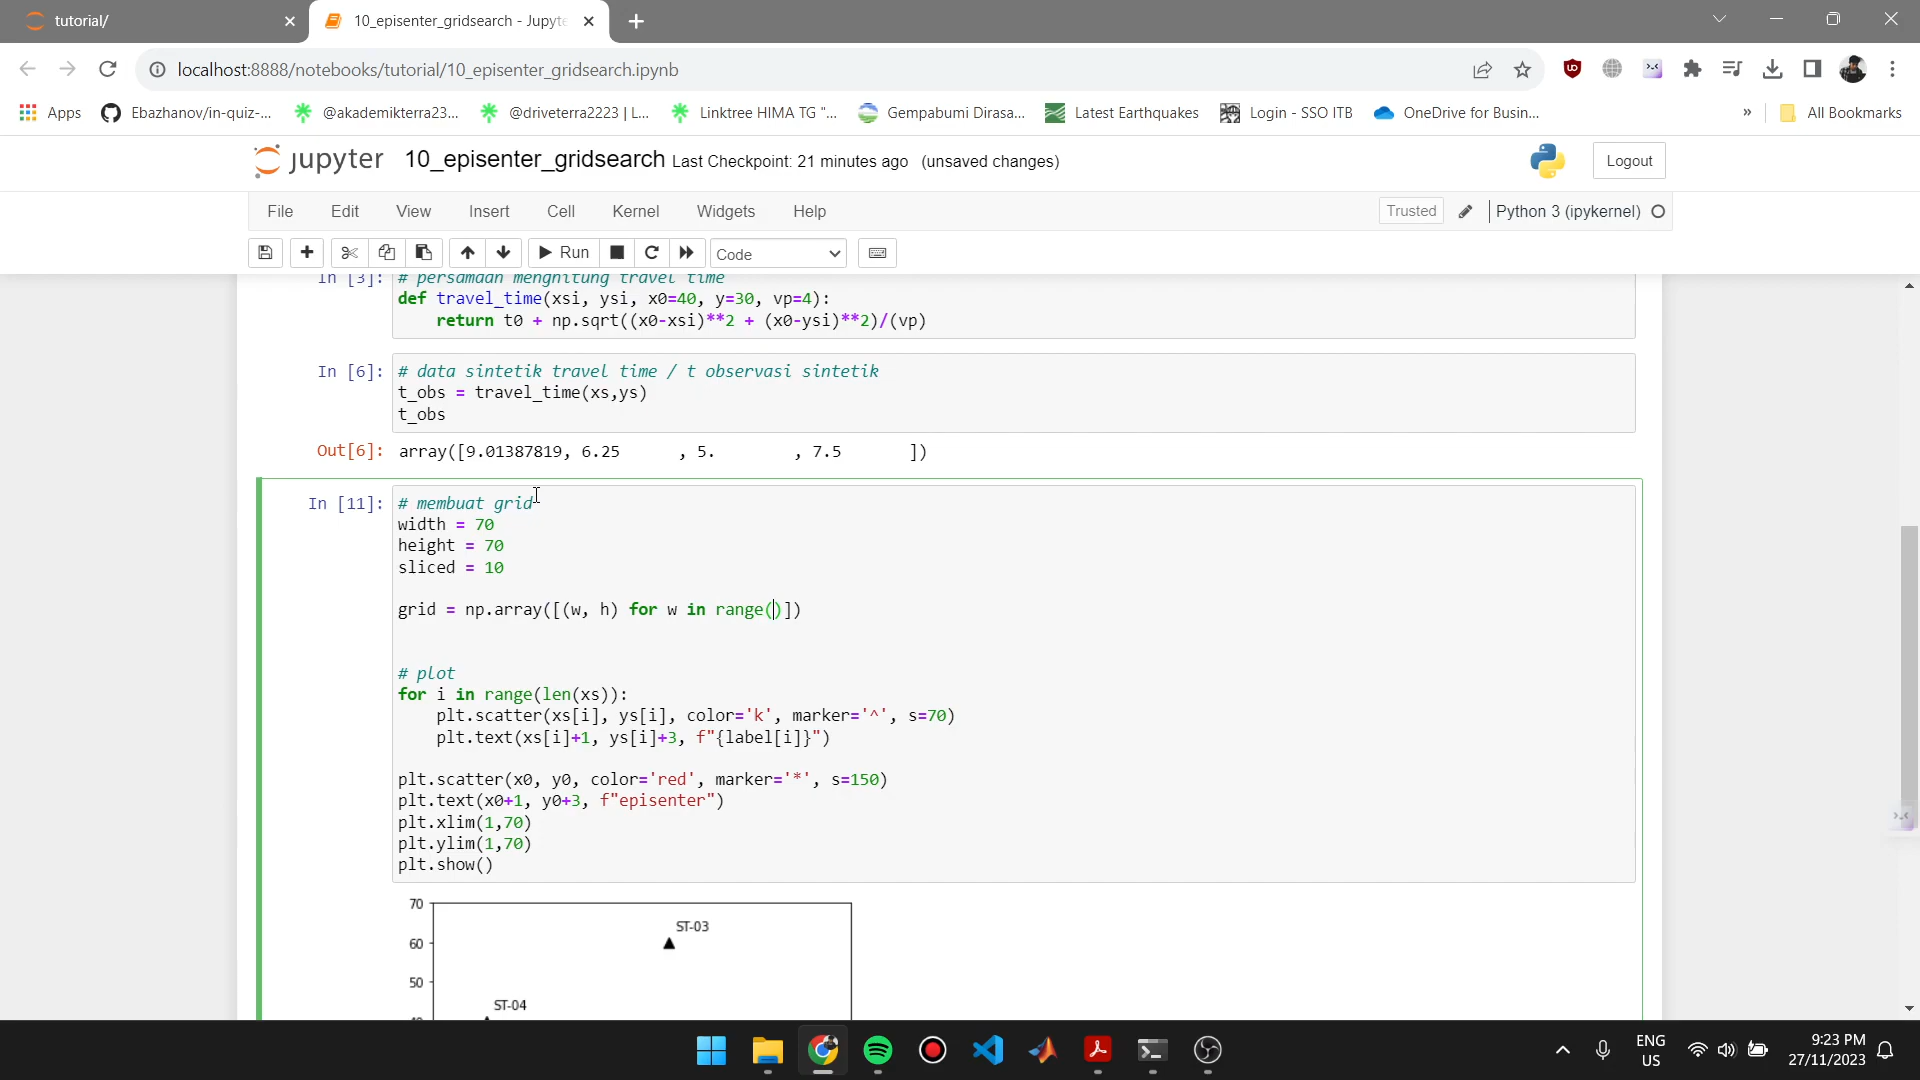 tutorial/
10_episenter_gridsearch - Jupyte
localhost:8888/notebooks/tutorial/10_episenter_gridsearch.ipynb
Apps
Ebazhanov/in-quiz-...
@akademikterra23...
@driveterra2223 | L...
Linktree HIMA TG "...
Gempabumi Dirasa...
Latest Earthquakes
Login - SSO ITB
OneDrive for Busin...
»
All Bookmarks
jupyter 10_episenter_gridsearch Last Checkpoint: 21 minutes ago (unsaved changes)
Logout
File Edit View Insert Cell Kernel Widgets Help
Trusted
Python 3 (ipykernel)
Run
Code
In [3]: # persamaan menghitung travel time
def travel_time(xsi, ysi, x0=40, y=30, vp=4):
return t0 + np.sqrt((x0-xsi)**2 + (x0-ysi)**2)/(vp)
In [6]: # data sintetik travel time / t observasi sintetik
t_obs = travel_time(xs,ys)
t_obs
Out[6]: array([9.01387819, 6.25 , 5. , 7.5 ])
In [11]: # membuat grid
width = 70
height = 70
sliced = 10
grid = np.array([(w, h) for w in range()])
# plot
for i in range(len(xs)):
plt.scatter(xs[i], ys[i], color='k', marker='^', s=70)
plt.text(xs[i]+1, ys[i]+3, f"{label[i]}")
plt.scatter(x0, y0, color='red', marker='*', s=150)
plt.text(x0+1, y0+3, f"episenter")
plt.xlim(1,70)
plt.ylim(1,70)
plt.show()
70
ST-03
60
50
ST-04
40
ENG
US
9:23 PM
27/11/2023